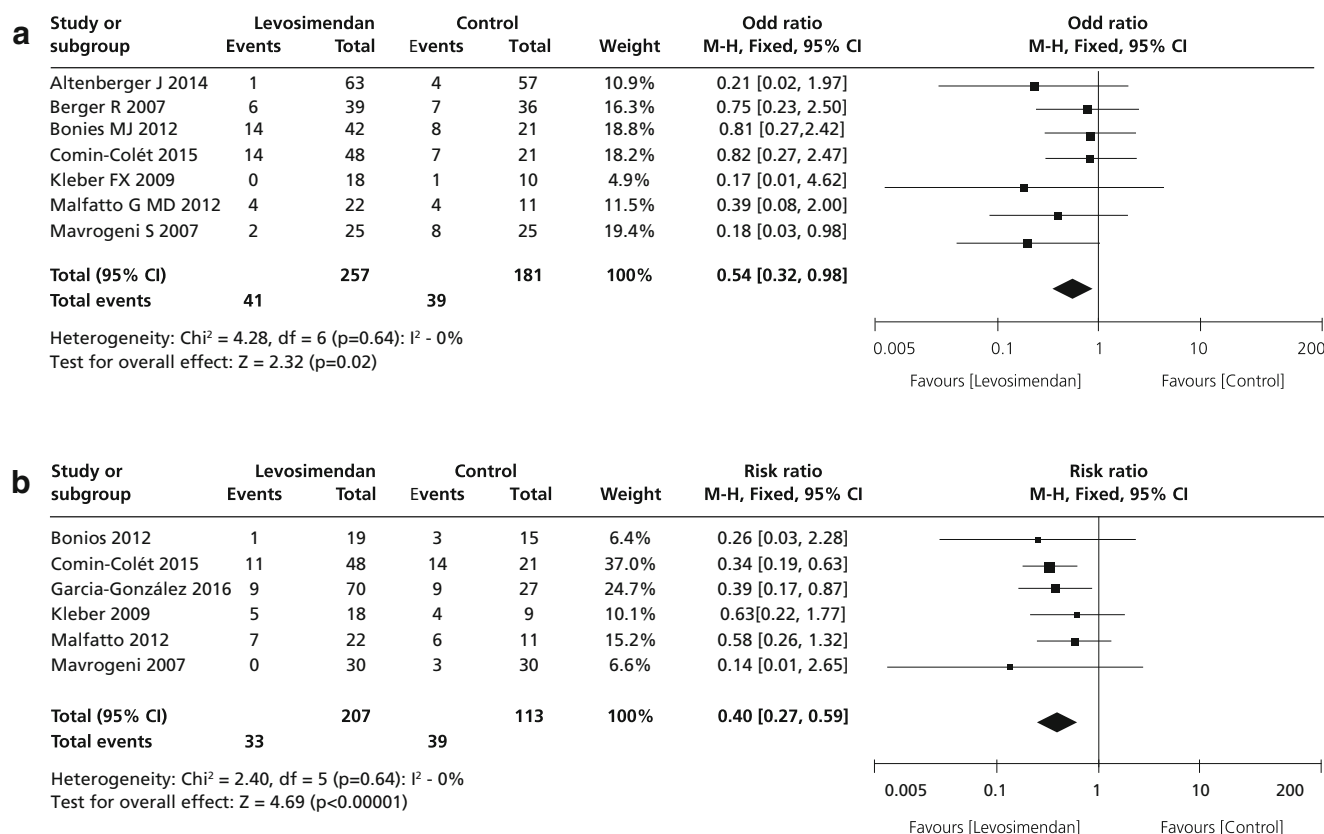 a
Study or Levosimendan Control Odd ratio Odd ratio
subgroup Events Total Events Total Weight M-H, Fixed, 95% CI M-H, Fixed, 95% CI
Altenberger J 2014 1 63 4 57 10.9% 0.21 [0.02, 1.97]
Berger R 2007 6 39 7 36 16.3% 0.75 [0.23, 2.50]
Bonies MJ 2012 14 42 8 21 18.8% 0.81 [0.27,2.42]
Comin-Colét 2015 14 48 7 21 18.2% 0.82 [0.27, 2.47]
Kleber FX 2009 0 18 1 10 4.9% 0.17 [0.01, 4.62]
Malfatto G MD 2012 4 22 4 11 11.5% 0.39 [0.08, 2.00]
Mavrogeni S 2007 2 25 8 25 19.4% 0.18 [0.03, 0.98]
Total (95% CI) 257 181 100% 0.54 [0.32, 0.98]
Total events 41 39
Heterogeneity: Chi² = 4.28, df = 6 (p=0.64): I² - 0%
Test for overall effect: Z = 2.32 (p=0.02)
0.005 0.1 1 10 200
Favours [Levosimendan] Favours [Control]
b
Study or Levosimendan Control Risk ratio Risk ratio
subgroup Events Total Events Total Weight M-H, Fixed, 95% CI M-H, Fixed, 95% CI
Bonios 2012 1 19 3 15 6.4% 0.26 [0.03, 2.28]
Comin-Colét 2015 11 48 14 21 37.0% 0.34 [0.19, 0.63]
Garcia-González 2016 9 70 9 27 24.7% 0.39 [0.17, 0.87]
Kleber 2009 5 18 4 9 10.1% 0.63[0.22, 1.77]
Malfatto 2012 7 22 6 11 15.2% 0.58 [0.26, 1.32]
Mavrogeni 2007 0 30 3 30 6.6% 0.14 [0.01, 2.65]
Total (95% CI) 207 113 100% 0.40 [0.27, 0.59]
Total events 33 39
Heterogeneity: Chi² = 2.40, df = 5 (p=0.64): I² - 0%
Test for overall effect: Z = 4.69 (p<0.00001)
0.005 0.1 1 10 200
Favours [Levosimendan] Favours [Control]